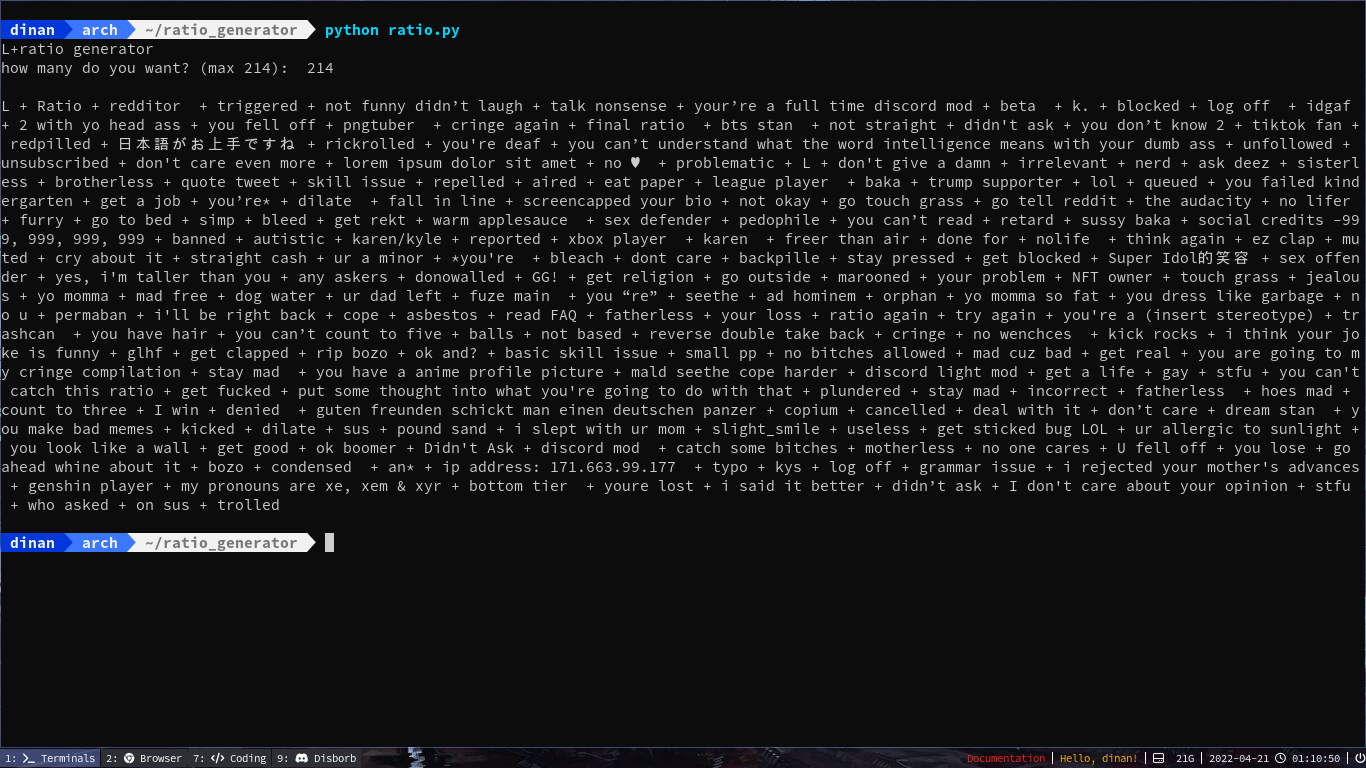 dinan arch ~/ratio_generator python ratio.py
L+ratio generator
how many do you want? (max 214):  214
L + Ratio + redditor  + triggered + not funny didn’t laugh + talk nonsense + your’re a full time discord mod + beta  + k. + blocked + log off  + idgaf
+ 2 with yo head ass + you fell off + pngtuber  + cringe again + final ratio  + bts stan  + not straight + didn't ask + you don’t know 2 + tiktok fan +
 redpilled + 日本語がお上手ですね + rickrolled + you're deaf + you can’t understand what the word intelligence means with your dumb ass + unfollowed +
unsubscribed + don't care even more + lorem ipsum dolor sit amet + no ♥  + problematic + L + don't give a damn + irrelevant + nerd + ask deez + sisterl
ess + brotherless + quote tweet + skill issue + repelled + aired + eat paper + league player  + baka + trump supporter + lol + queued + you failed kind
ergarten + get a job + you’re* + dilate  + fall in line + screencapped your bio + not okay + go touch grass + go tell reddit + the audacity + no lifer
+ furry + go to bed + simp + bleed + get rekt + warm applesauce  + sex defender + pedophile + you can’t read + retard + sussy baka + social credits -99
9, 999, 999, 999 + banned + autistic + karen/kyle + reported + xbox player  + karen  + freer than air + done for + nolife  + think again + ez clap + mu
ted + cry about it + straight cash + ur a minor + *you're  + bleach + dont care + backpille + stay pressed + get blocked + Super Idol的笑容 + sex offen
der + yes, i'm taller than you + any askers + donowalled + GG! + get religion + go outside + marooned + your problem + NFT owner + touch grass + jealou
s + yo momma + mad free + dog water + ur dad left + fuze main  + you “re” + seethe + ad hominem + orphan + yo momma so fat + you dress like garbage + n
o u + permaban + i'll be right back + cope + asbestos + read FAQ + fatherless + your loss + ratio again + try again + you're a (insert stereotype) + tr
ashcan  + you have hair + you can’t count to five + balls + not based + reverse double take back + cringe + no wenches  + kick rocks + i think your jo
ke is funny + glhf + get clapped + rip bozo + ok and? + basic skill issue + small pp + no bitches allowed + mad cuz bad + get real + you are going to m
y cringe compilation + stay mad  + you have a anime profile picture + mald seethe cope harder + discord light mod + get a life + gay + stfu + you can't
 catch this ratio + get fucked + put some thought into what you're going to do with that + plundered + stay mad + incorrect + fatherless  + hoes mad +
count to three + I win + denied  + guten freunden schickt man einen deutschen panzer + copium + cancelled + deal with it + don’t care + dream stan  + y
ou make bad memes + kicked + dilate + sus + pound sand + i slept with ur mom + slight_smile + useless + get sticked bug LOL + ur allergic to sunlight +
 you look like a wall + get good + ok boomer + Didn't Ask + discord mod  + catch some bitches + motherless + no one cares + U fell off + you lose + go
ahead whine about it + bozo + condensed  + an* + ip address: 171.663.99.177  + typo + kys + log off + grammar issue + i rejected your mother's advances
 + genshin player + my pronouns are xe, xem & xyr + bottom tier  + youre lost + i said it better + didn’t ask + I don't care about your opinion + stfu
 + who asked + on sus + trolled
dinan arch ~/ratio_generator
1: Terminals 2: Browser 7: Coding 9: Disborb Documentation | Hello, dinan! | 21G | 2022-04-21 01:10:50 |